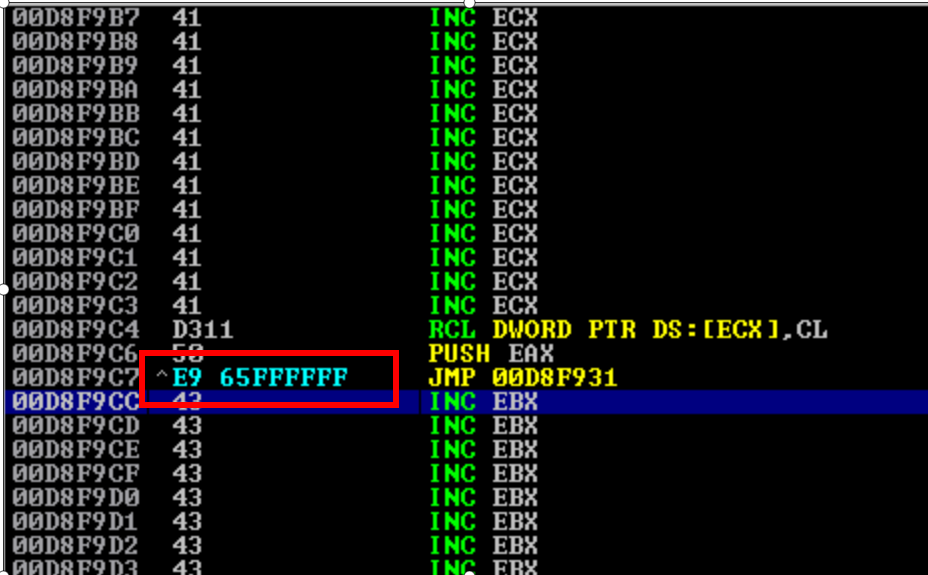 00D8F9B7 41 INC ECX
00D8F9B8 41 INC ECX
00D8F9B9 41 INC ECX
00D8F9BA 41 INC ECX
00D8F9BB 41 INC ECX
00D8F9BC 41 INC ECX
00D8F9BD 41 INC ECX
00D8F9BE 41 INC ECX
00D8F9BF 41 INC ECX
00D8F9C0 41 INC ECX
00D8F9C1 41 INC ECX
00D8F9C2 41 INC ECX
00D8F9C3 41 INC ECX
00D8F9C4 D311 RCL DWORD PTR DS:[ECX],CL
00D8F9C6 50 PUSH EAX
00D8F9C7 ^E9 65FFFFFF JMP 00D8F931
00D8F9CC 43 INC EBX
00D8F9CD 43 INC EBX
00D8F9CE 43 INC EBX
00D8F9CF 43 INC EBX
00D8F9D0 43 INC EBX
00D8F9D1 43 INC EBX
00D8F9D2 43 INC EBX
00D8F9D3 43 INC EBX